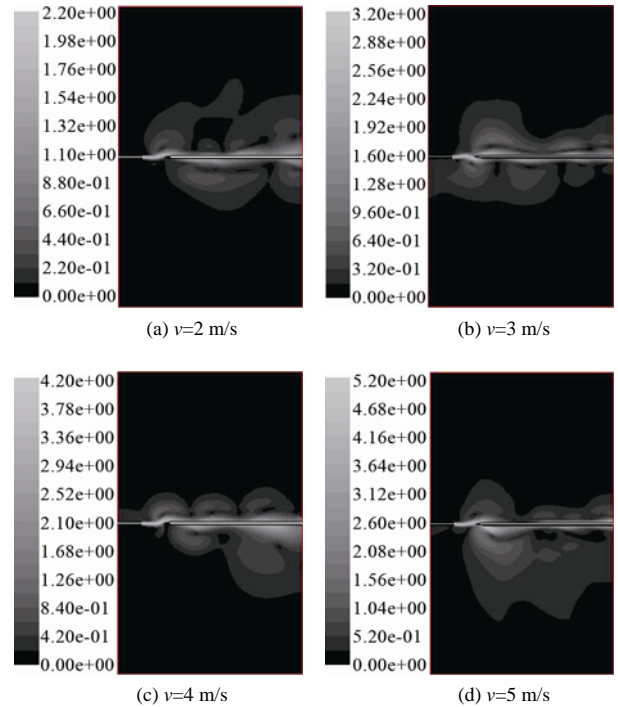 2.20e+00
1.98e+00
1.76e+00
1.54e+00
1.32e+00
1.10e+00
8.80e-01
6.60e-01
4.40e-01
2.20e-01
0.00e+00
(a) v=2 m/s
3.20e+00
2.88e+00
2.56e+00
2.24e+00
1.92e+00
1.60e+00
1.28e+00
9.60e-01
6.40e-01
3.20e-01
0.00e+00
(b) v=3 m/s
4.20e+00
3.78e+00
3.36e+00
2.94e+00
2.52e+00
2.10e+00
1.68e+00
1.26e+00
8.40e-01
4.20e-01
0.00e+00
(c) v=4 m/s
5.20e+00
4.68e+00
4.16e+00
3.64e+00
3.12e+00
2.60e+00
2.08e+00
1.56e+00
1.04e+00
5.20e-01
0.00e+00
(d) v=5 m/s